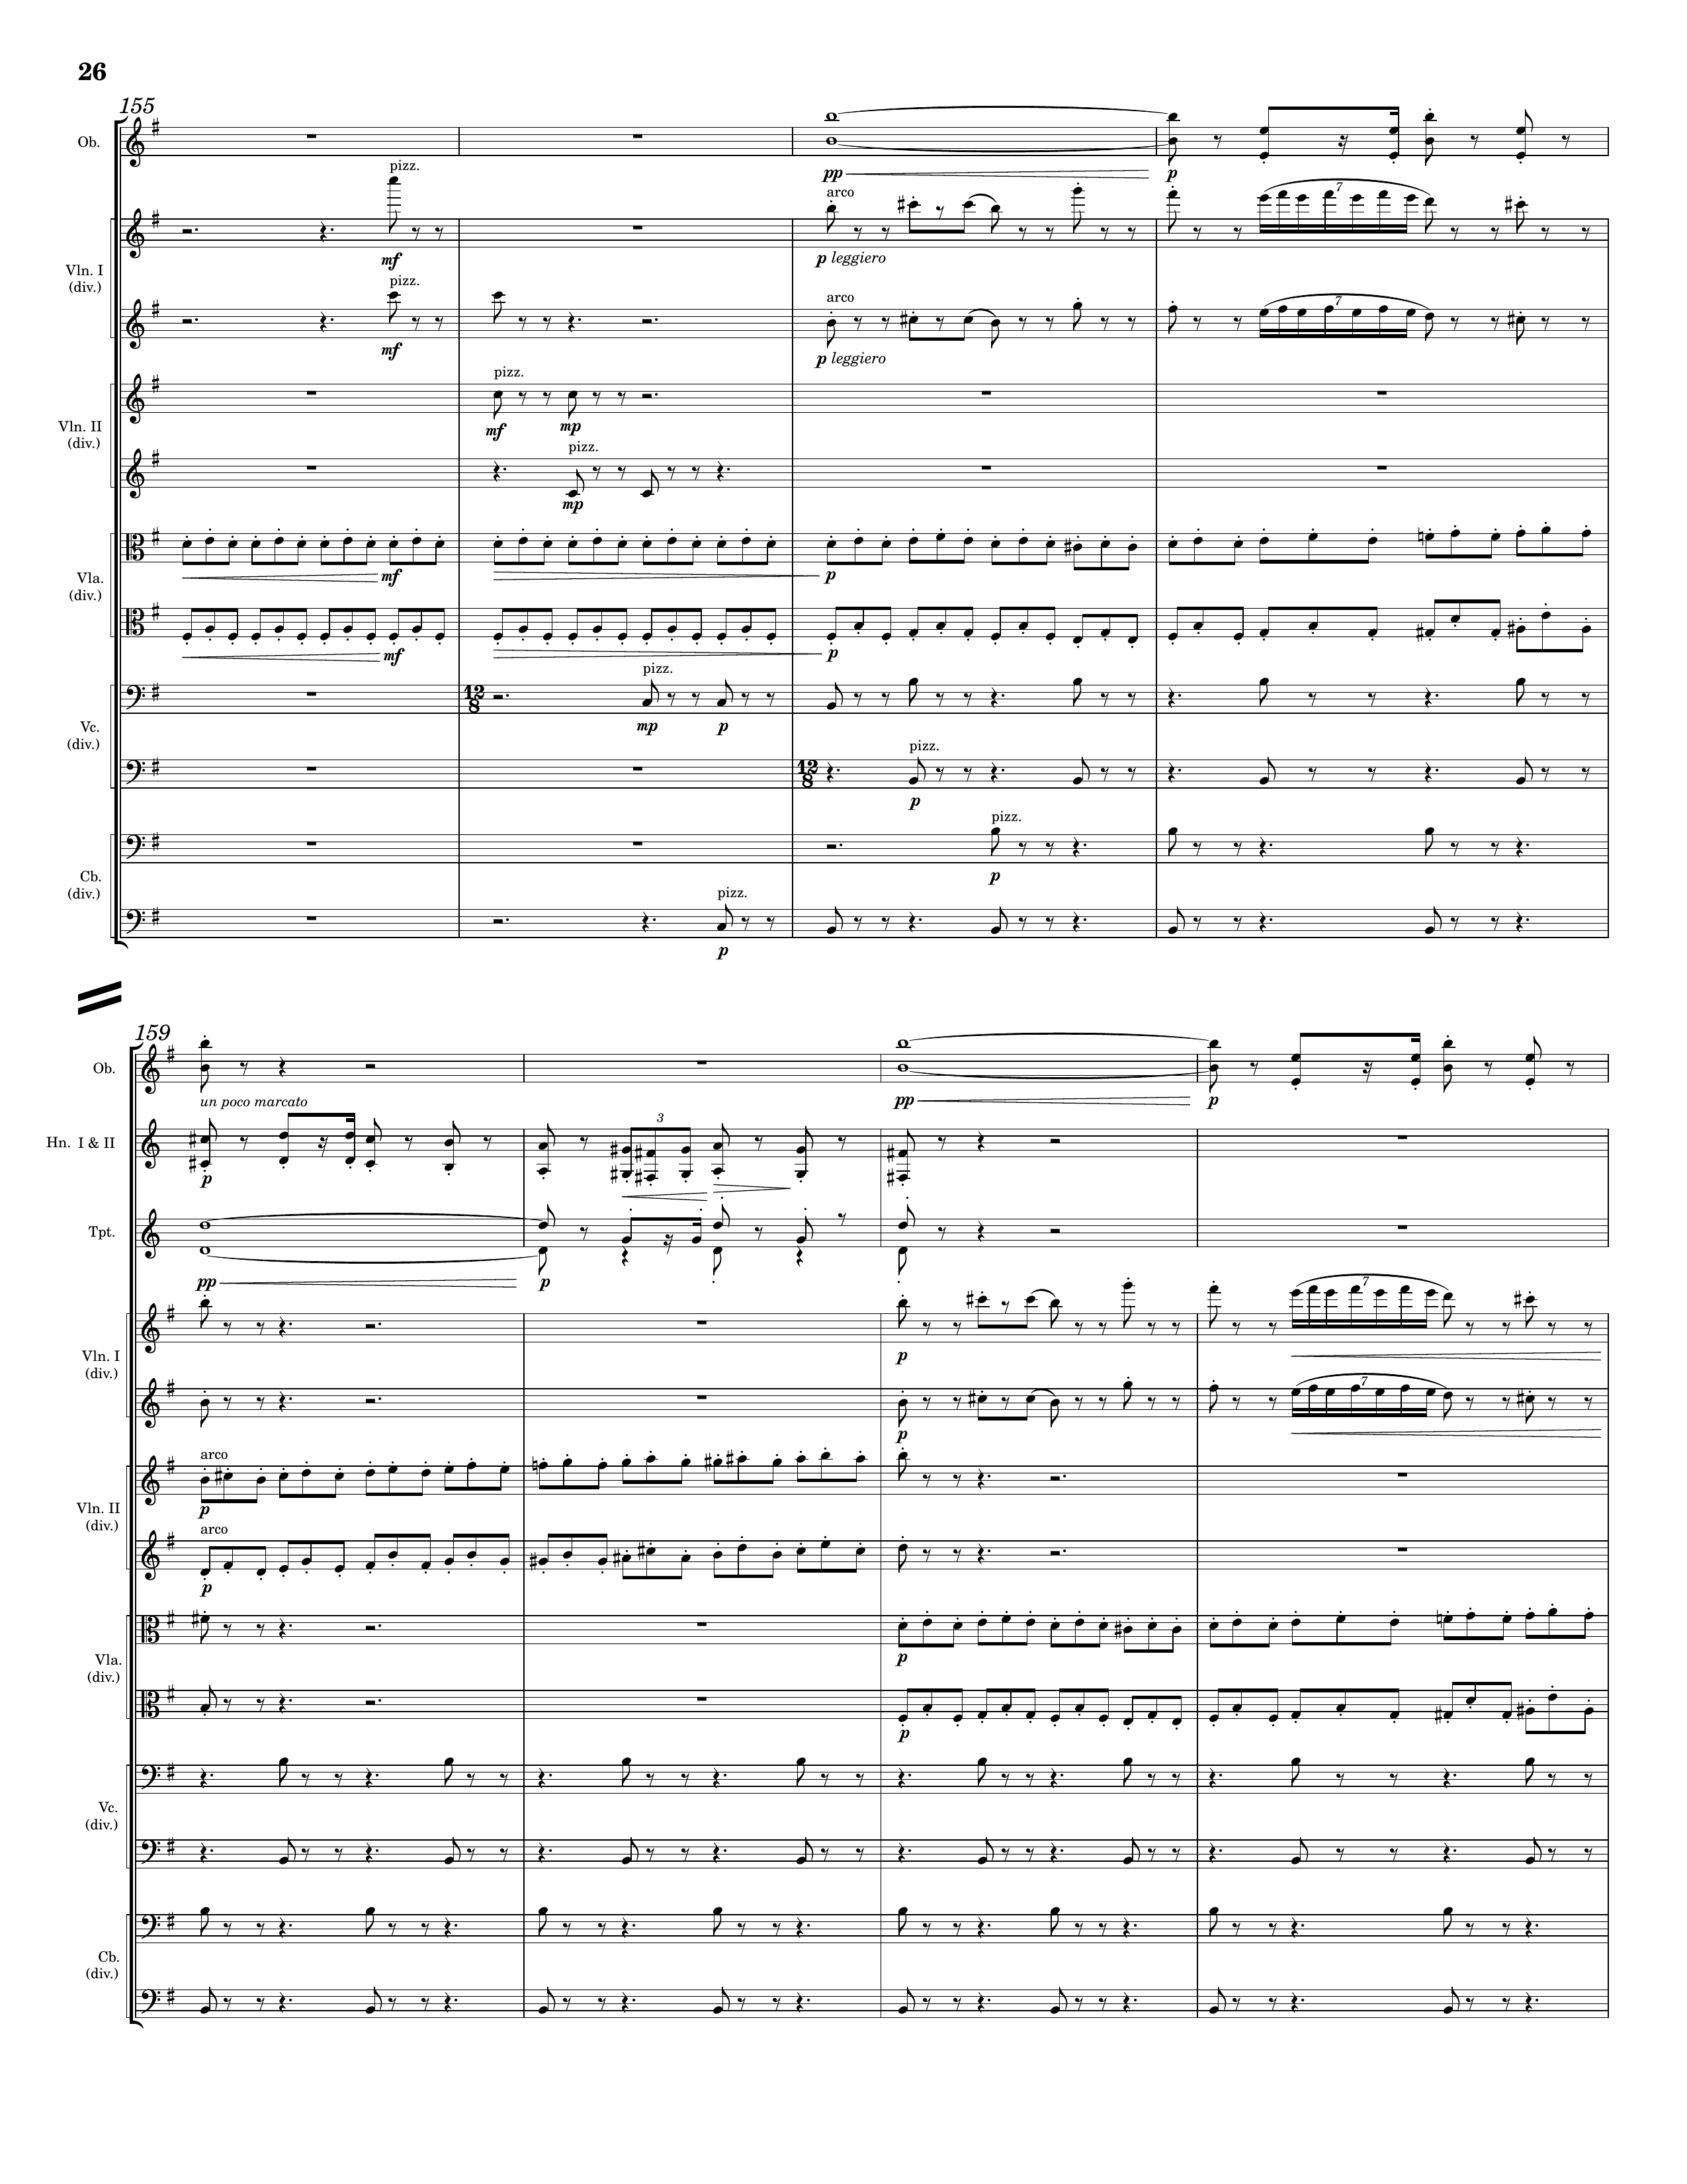 26
155
Ob.
pp
p
pizz.
arco
7
mf
p leggiero
Vln. I
(div.)
pizz.
arco
7
mf
p leggiero
pizz.
mf
mp
Vln. II
(div.)
pizz.
mp
mf
p
Vla.
(div.)
mf
p
pizz.
12
8
mp
p
Vc.
(div.)
pizz.
12
8
p
pizz.
p
Cb.
(div.)
pizz.
p
159
Ob.
un poco marcato
pp
p
Hn. I & II
3
p
Tpt.
pp
p
7
p
Vln. I
(div.)
7
p
arco
p
Vln. II
(div.)
arco
p
p
Vla.
(div.)
p
Vc.
(div.)
Cb.
(div.)